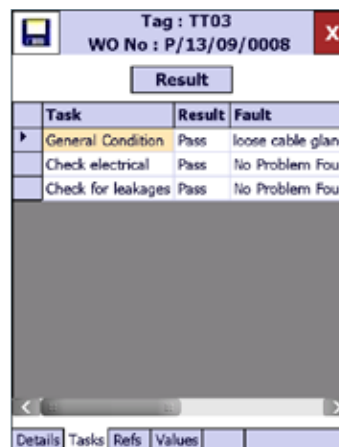 Tag : TT03
WO No : P/13/09/0008
X
Result
Task Result Fault
General Condition Pass loose cable glan
Check electrical Pass No Problem Fou
Check for leakages Pass No Problem Fou
Details Tasks Refs Values